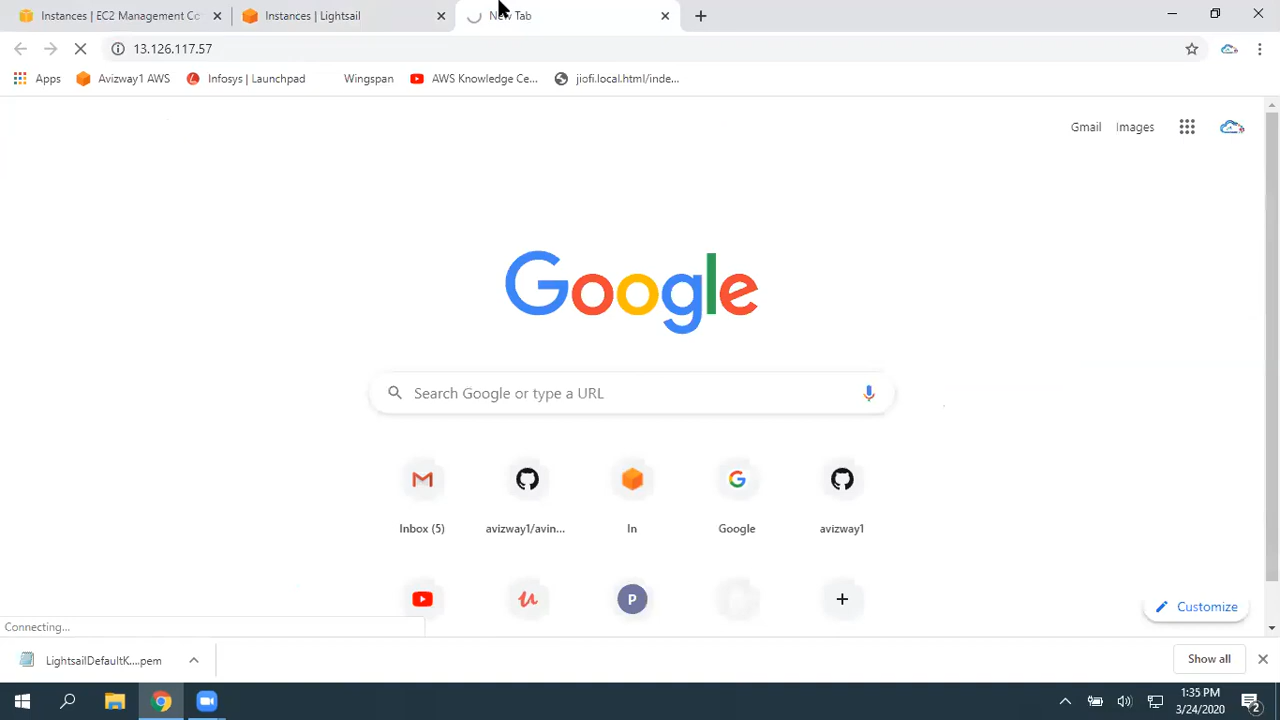 Instances | EC2 Management Co
Instances | Lightsail
New Tab
13.126.117.57
Apps
Avizway1 AWS
Infosys | Launchpad
Wingspan
AWS Knowledge Ce...
jiofi.local.html/inde...
Gmail
Images
Google
Search Google or type a URL
Inbox (5)
avizway1/avin...
In
Google
avizway1
P
Customize
Connecting...
LightsailDefaultK....pem
Show all
1:35 PM
3/24/2020
2